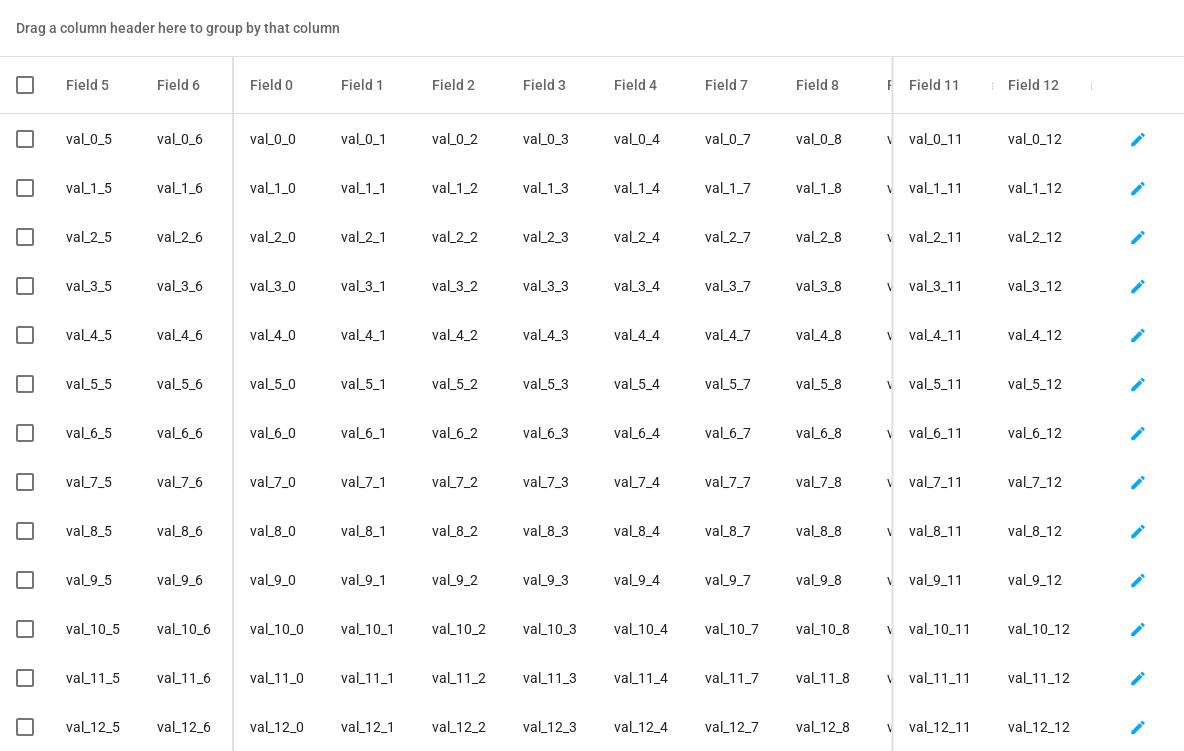 Drag a column header here to group by that column
Field 5 Field 6 Field 0 Field 1 Field 2 Field 3 Field 4 Field 7 Field 8 Field 11 Field 12
val_0_5 val_0_6 val_0_0 val_0_1 val_0_2 val_0_3 val_0_4 val_0_7 val_0_8 val_0_11 val_0_12
val_1_5 val_1_6 val_1_0 val_1_1 val_1_2 val_1_3 val_1_4 val_1_7 val_1_8 val_1_11 val_1_12
val_2_5 val_2_6 val_2_0 val_2_1 val_2_2 val_2_3 val_2_4 val_2_7 val_2_8 val_2_11 val_2_12
val_3_5 val_3_6 val_3_0 val_3_1 val_3_2 val_3_3 val_3_4 val_3_7 val_3_8 val_3_11 val_3_12
val_4_5 val_4_6 val_4_0 val_4_1 val_4_2 val_4_3 val_4_4 val_4_7 val_4_8 val_4_11 val_4_12
val_5_5 val_5_6 val_5_0 val_5_1 val_5_2 val_5_3 val_5_4 val_5_7 val_5_8 val_5_11 val_5_12
val_6_5 val_6_6 val_6_0 val_6_1 val_6_2 val_6_3 val_6_4 val_6_7 val_6_8 val_6_11 val_6_12
val_7_5 val_7_6 val_7_0 val_7_1 val_7_2 val_7_3 val_7_4 val_7_7 val_7_8 val_7_11 val_7_12
val_8_5 val_8_6 val_8_0 val_8_1 val_8_2 val_8_3 val_8_4 val_8_7 val_8_8 val_8_11 val_8_12
val_9_5 val_9_6 val_9_0 val_9_1 val_9_2 val_9_3 val_9_4 val_9_7 val_9_8 val_9_11 val_9_12
val_10_5 val_10_6 val_10_0 val_10_1 val_10_2 val_10_3 val_10_4 val_10_7 val_10_8 val_10_11 val_10_12
val_11_5 val_11_6 val_11_0 val_11_1 val_11_2 val_11_3 val_11_4 val_11_7 val_11_8 val_11_11 val_11_12
val_12_5 val_12_6 val_12_0 val_12_1 val_12_2 val_12_3 val_12_4 val_12_7 val_12_8 val_12_11 val_12_12